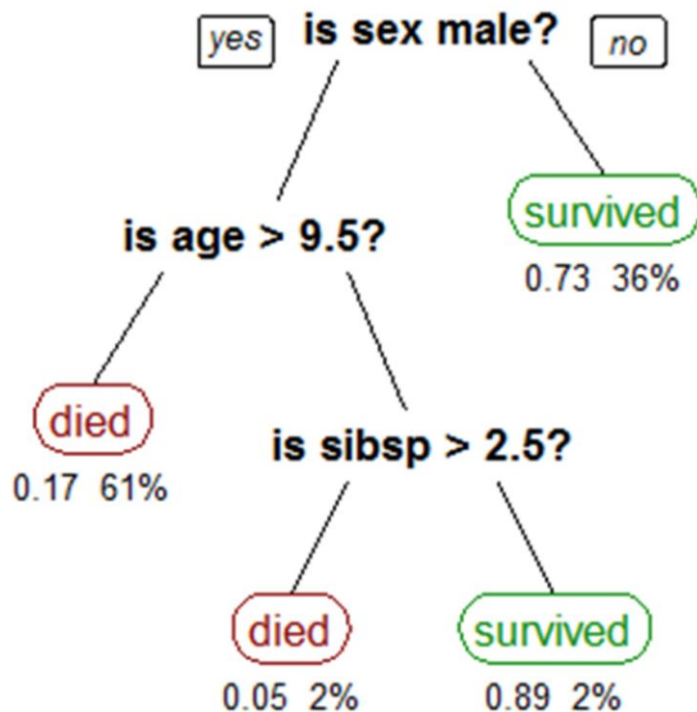 yes is sex male? no
survived
0.73 36%
is age > 9.5?
died
0.17 61%
is sibsp > 2.5?
died survived
0.05 2% 0.89 2%